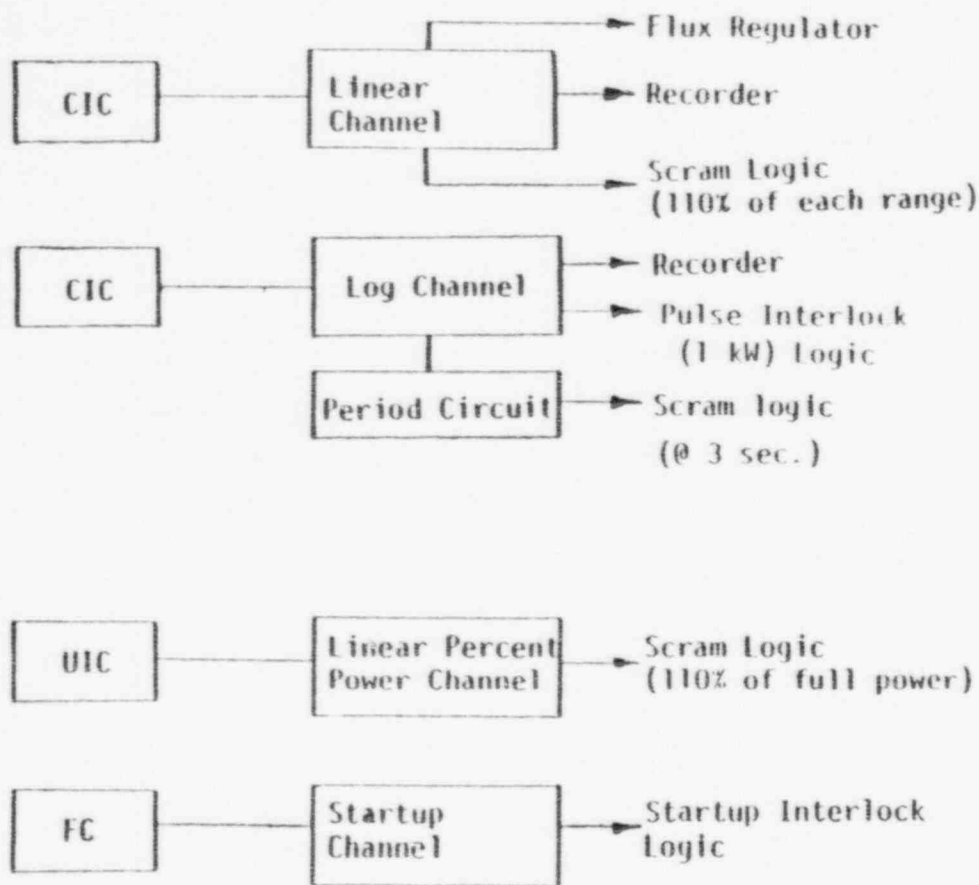 Flux Regulator
CIC
Linear
Channel
Recorder
Scram Logic
(110% of each range)
CIC
Log Channel
Recorder
Pulse Interlock
(1 kW) Logic
Period Circuit
Scram logic
(@ 3 sec.)
UIC
Linear Percent
Power Channel
Scram Logic
(110% of full power)
FC
Startup
Channel
Startup Interlock
Logic